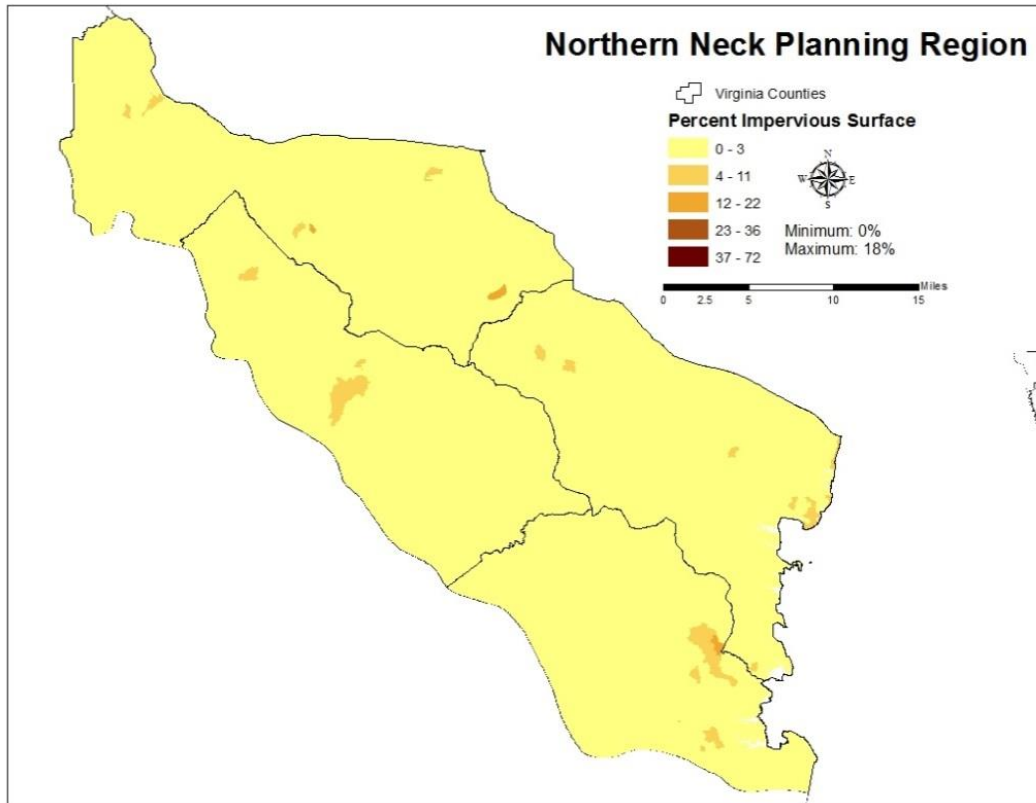 Northern Neck Planning Region
Virginia Counties
Percent Impervious Surface
0 - 3
4 - 11
12 - 22
23 - 36
37 - 72
N
W E
S
Minimum: 0%
Maximum: 18%
Miles
0 2.5 5 10 15